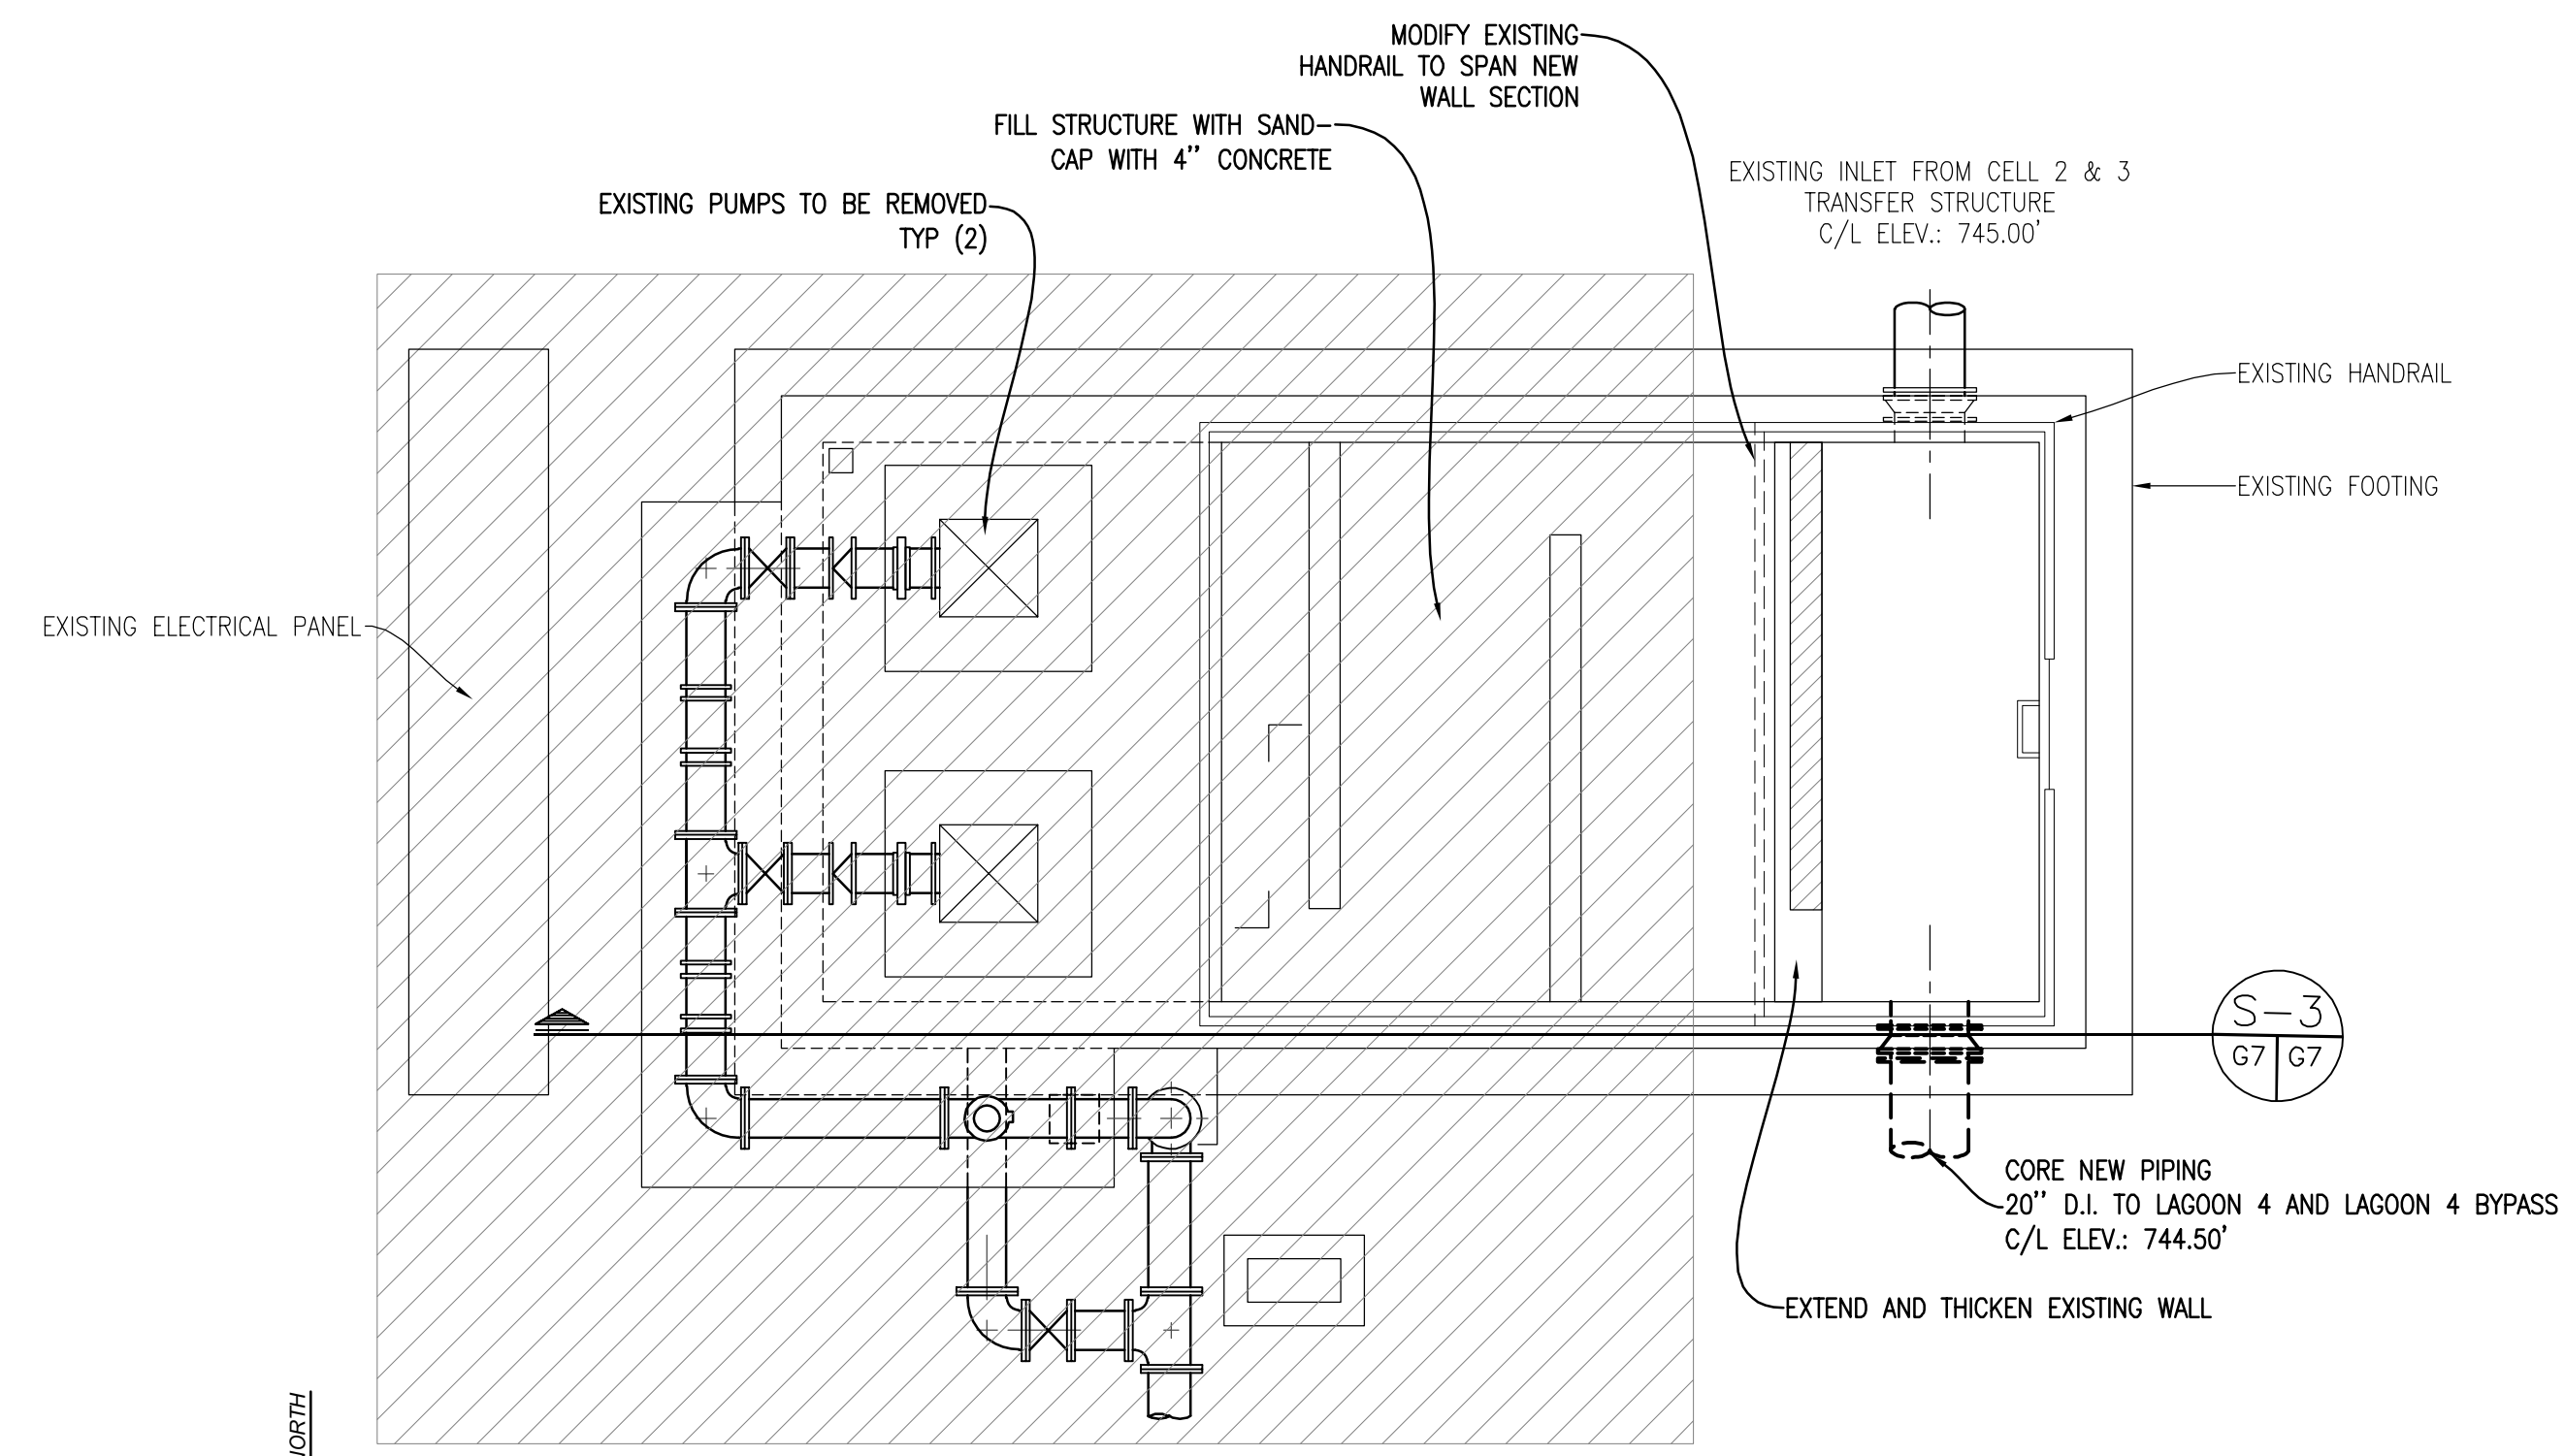 MODIFY EXISTING
HANDRAIL TO SPAN NEW
WALL SECTION
FILL STRUCTURE WITH SAND-
CAP WITH 4" CONCRETE
EXISTING PUMPS TO BE REMOVED
TYP (2)
EXISTING INLET FROM CELL 2 & 3
TRANSFER STRUCTURE
C/L ELEV.: 745.00'
EXISTING HANDRAIL
EXISTING FOOTING
EXISTING ELECTRICAL PANEL
S-3
G7 G7
CORE NEW PIPING
20" D.I. TO LAGOON 4 AND LAGOON 4 BYPASS
C/L ELEV.: 744.50'
EXTEND AND THICKEN EXISTING WALL